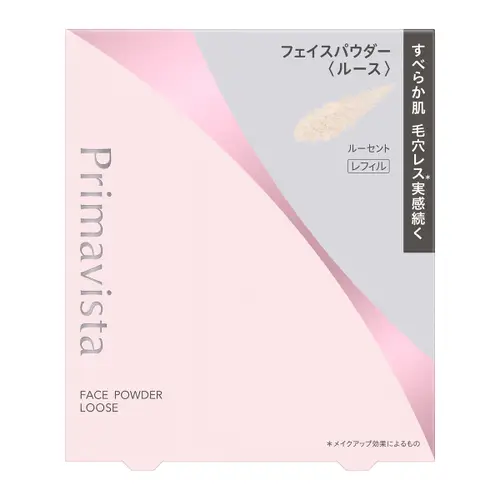 フェイスパウダー
〈ルース〉
ルーセント
レフィル
すべらか肌 毛穴レス*実感続く
Primavista
FACE POWDER
LOOSE
*メイクアップ効果によるもの